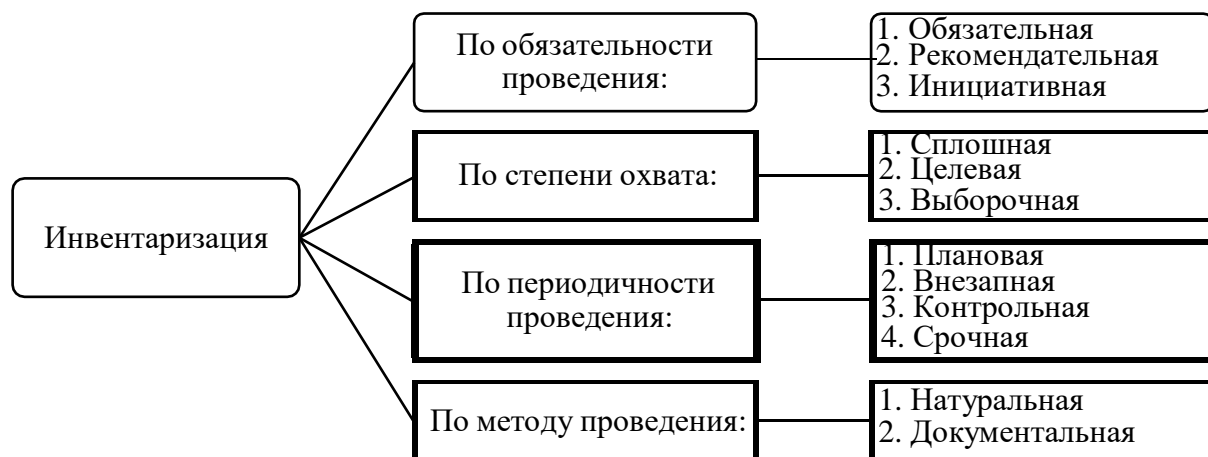 Инвентаризация
По обязательности
проведения:
1. Обязательная
2. Рекомендательная
3. Инициативная
По степени охвата:
1. Сплошная
2. Целевая
3. Выборочная
По периодичности
проведения:
1. Плановая
2. Внезапная
3. Контрольная
4. Срочная
По методу проведения:
1. Натуральная
2. Документальная